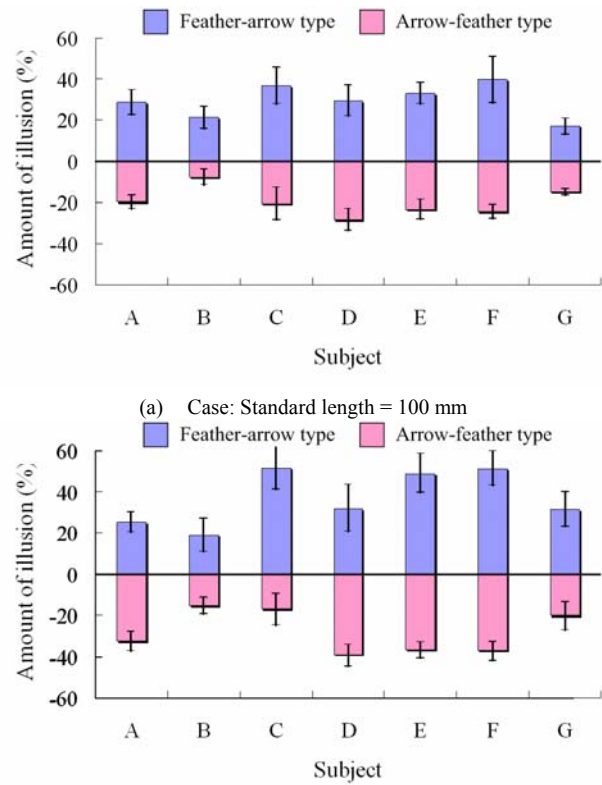 Feather-arrow type Arrow-feather type
60
40
20
0
-20
-40
-60
Amount of illusion (%)
A B C D E F G
Subject
(a) Case: Standard length = 100 mm
Feather-arrow type Arrow-feather type
60
40
20
0
-20
-40
-60
Amount of illusion (%)
A B C D E F G
Subject